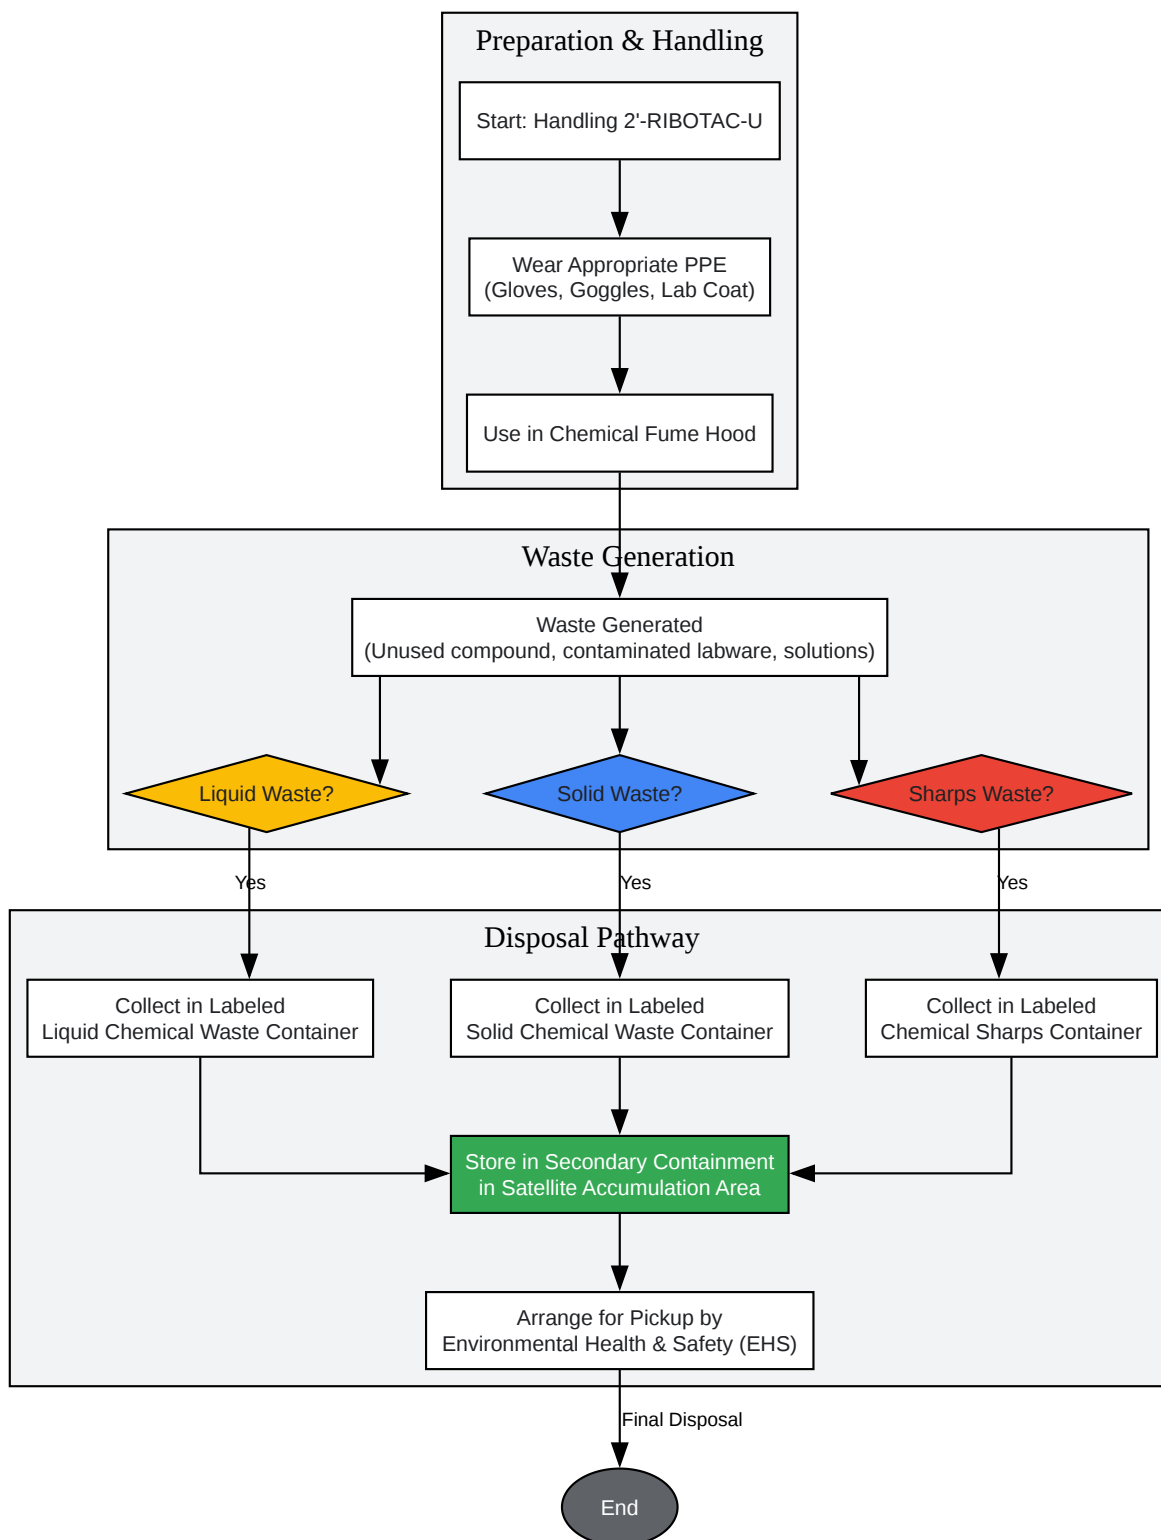 Preparation & Handling
Start: Handling 2'-RIBOTAC-U
Wear Appropriate PPE
(Gloves, Goggles, Lab Coat)
Use in Chemical Fume Hood
Waste Generation
Waste Generated
(Unused compound, contaminated labware, solutions)
Liquid Waste?
Solid Waste?
Sharps Waste?
Yes
Yes
Yes
Disposal Pathway
Collect in Labeled
Liquid Chemical Waste Container
Collect in Labeled
Solid Chemical Waste Container
Collect in Labeled
Chemical Sharps Container
Store in Secondary Containment
in Satellite Accumulation Area
Arrange for Pickup by
Environmental Health & Safety (EHS)
Final Disposal
End